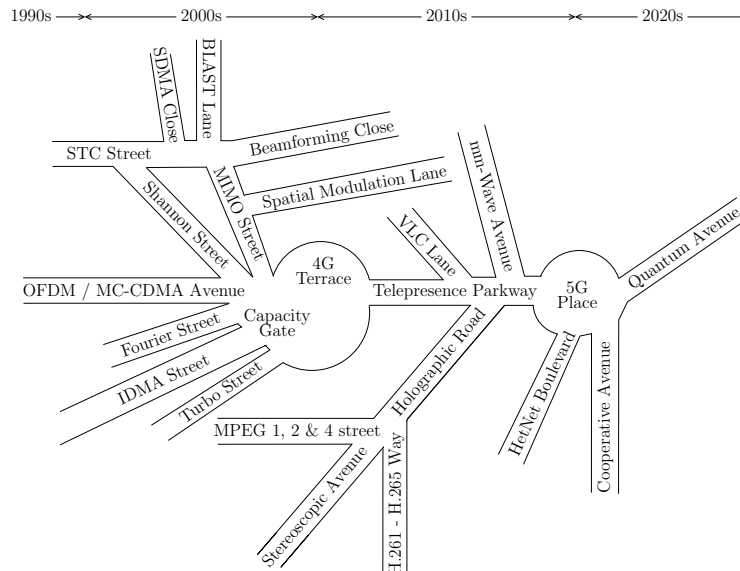 1990s
2000s
2010s
2020s
SDMA Close
BLAST Lane
STC Street
Beamforming Close
MIMO Street
Spatial Modulation Lane
mm-Wave Avenue
Shannon Street
VLC Lane
Quantum Avenue
4G
Terrace
5G
Place
OFDM / MC-CDMA Avenue
Telepresence Parkway
Capacity
Gate
Fourier Street
IDMA Street
Turbo Street
Holographic Road
HetNet Boulevard
Cooperative Avenue
MPEG 1, 2 & 4 street
Stereoscopic Avenue
H.261 - H.265 Way